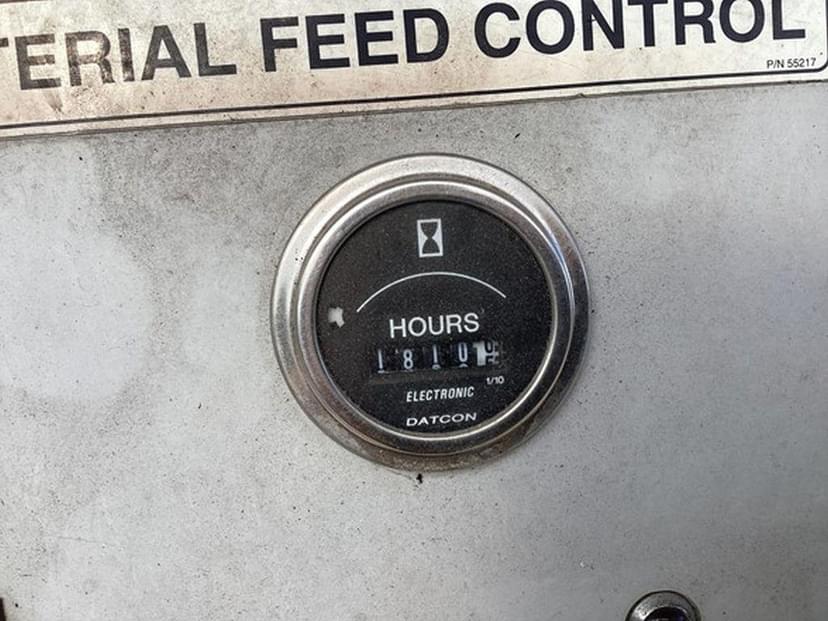 TERIAL FEED CONTROL
P/N 55217
HOURS
1810
1/10
ELECTRONIC
DATCON